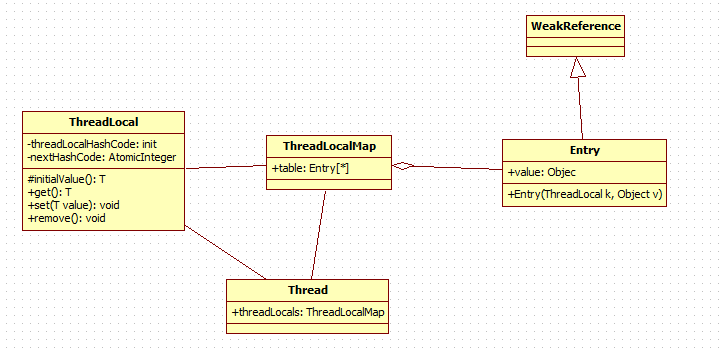 WeakReference
ThreadLocal
-threadLocalHashCode: init
-nextHashCode: AtomicInteger
#initialValue(): T
+get(): T
+set(T value): void
+remove(): void
ThreadLocalMap
+table: Entry[*]
Entry
+value: Objec
+Entry(ThreadLocal k, Object v)
Thread
+threadLocals: ThreadLocalMap